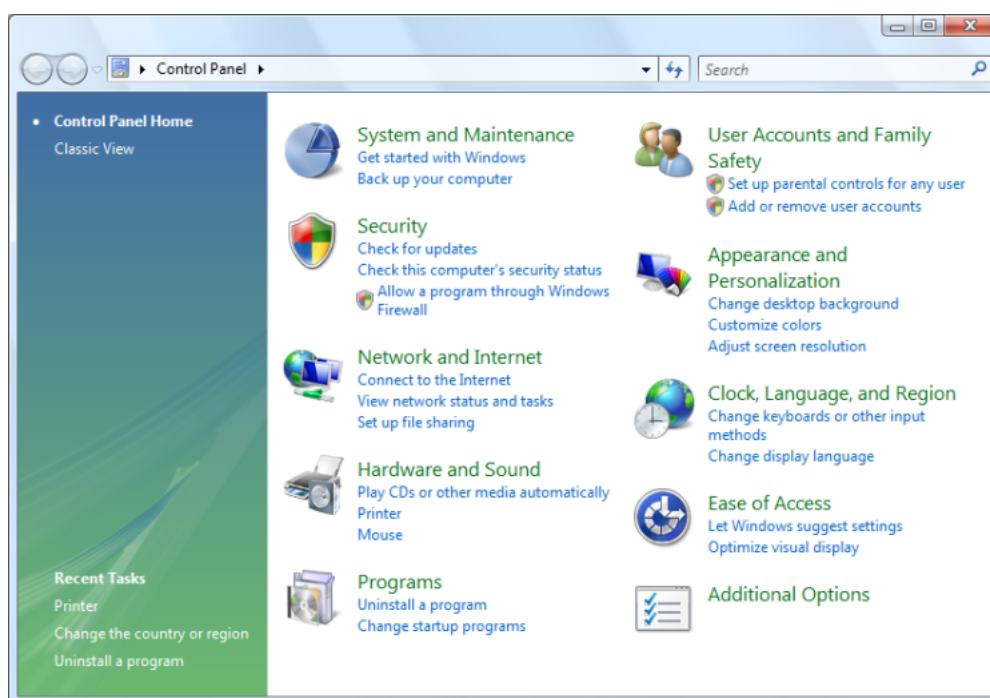 Control Panel
Search
Control Panel Home
Classic View
Recent Tasks
Printer
Change the country or region
Uninstall a program
System and Maintenance
Get started with Windows
Back up your computer
Security
Check for updates
Check this computer's security status
Allow a program through Windows
Firewall
Network and Internet
Connect to the Internet
View network status and tasks
Set up file sharing
Hardware and Sound
Play CDs or other media automatically
Printer
Mouse
Programs
Uninstall a program
Change startup programs
User Accounts and Family
Safety
Set up parental controls for any user
Add or remove user accounts
Appearance and
Personalization
Change desktop background
Customize colors
Adjust screen resolution
Clock, Language, and Region
Change keyboards or other input
methods
Change display language
Ease of Access
Let Windows suggest settings
Optimize visual display
Additional Options